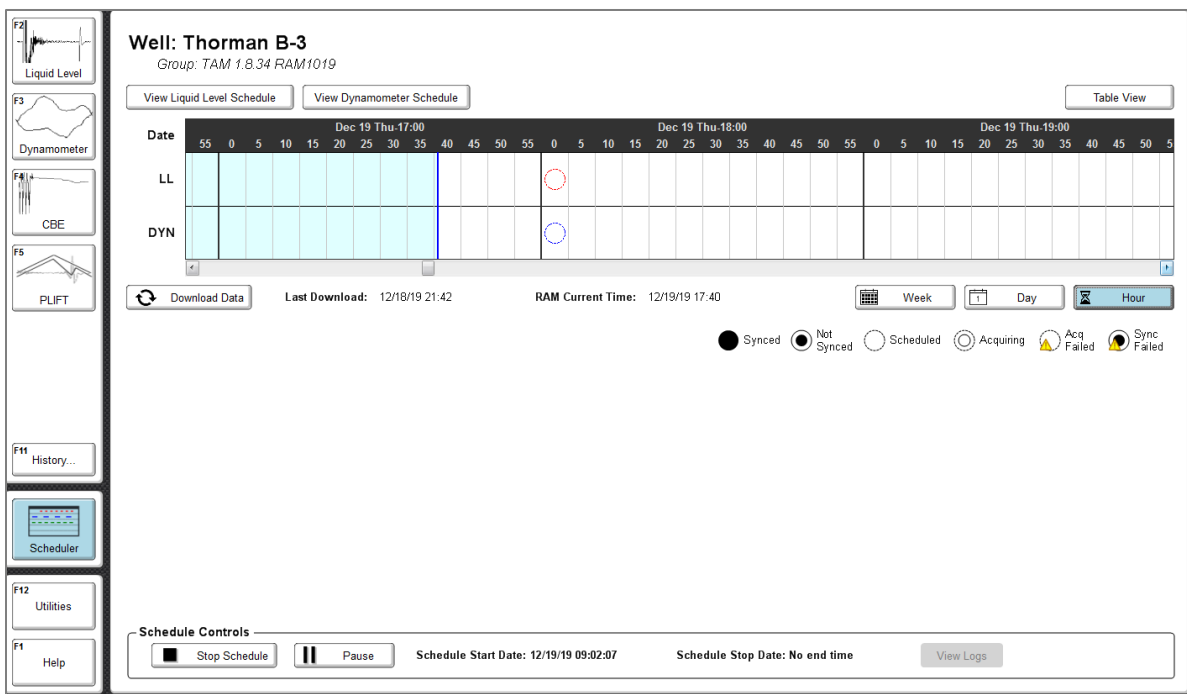 F2
Liquid Level
F3
Dynamometer
F4
CBE
F5
PLIFT
F11
History...
Scheduler
F12
Utilities
F1
Help
Well: Thorman B-3
Group: TAM 1.8.34 RAM1019
View Liquid Level Schedule View Dynamometer Schedule Table View
Date Dec 19 Thu-17:00 Dec 19 Thu-18:00 Dec 19 Thu-19:00
55 0 5 10 15 20 25 30 35 40 45 50 55 0 5 10 15 20 25 30 35 40 45 50 55 0 5 10 15 20 25 30 35 40 45 50 5
LL
DYN
Download Data Last Download: 12/18/19 21:42 RAM Current Time: 12/19/19 17:40 Week 1 Day Hour
Synced Not Synced Scheduled Acquiring Acq Failed Sync Failed
Schedule Controls
Stop Schedule Pause Schedule Start Date: 12/19/19 09:02:07 Schedule Stop Date: No end time View Logs